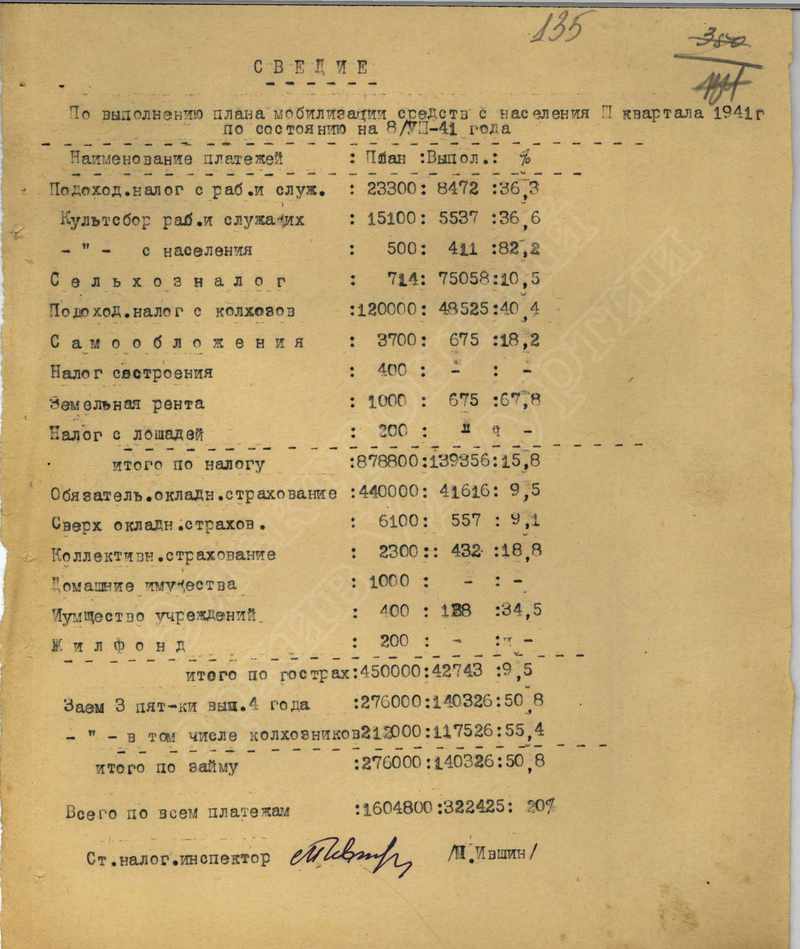 135
380
С В Е Д И Е
По выполнению плана мобилизации средств с населения П квартала 1941г
по состоянию на 8/УП-41 года
Наименование платежей : План :Выпол.: %
Подоход.налог с раб.и служ. : 23300: 8472 :36,3
Культсбор раб.и служащих : 15100: 5537 :36,6
- " - с населения : 500: 411 :82,2
С е л ь х о з н а л о г : 714: 75058:10,5
Подоход.налог с колхозов :120000: 48525:40,4
С а м о о б л о ж е н и я : 3700: 675 :18,2
Налог состроения : 400 : - : -
Земельная рента : 1000 : 675 :67,8
Налог с лошадей : 200 : " " -
итого по налогу :878800:139356:15,8
Обязатель.окладн.страхование :440000: 41616: 9,5
Сверх окладн.страхов. : 6100: 557 : 9,1
Коллективн.страхование : 2300:: 432 :18,8
Домашние имущества : 1000 : - : -
Иумщество учреждений : 400 : 138 :34,5
Ж и л ф о н д : 200 : - :" -
итого по гострах:450000:42743 :9,5
Заем 3 пят-ки вып.4 года :276000:140326:50,8
- " - в том числе колхозников212000:117526:55,4
итого по займу :276000:140326:50,8
Всего по всем платежам :1604800:322425: 20%
Ст.налог.инспектор /П.Ившин/